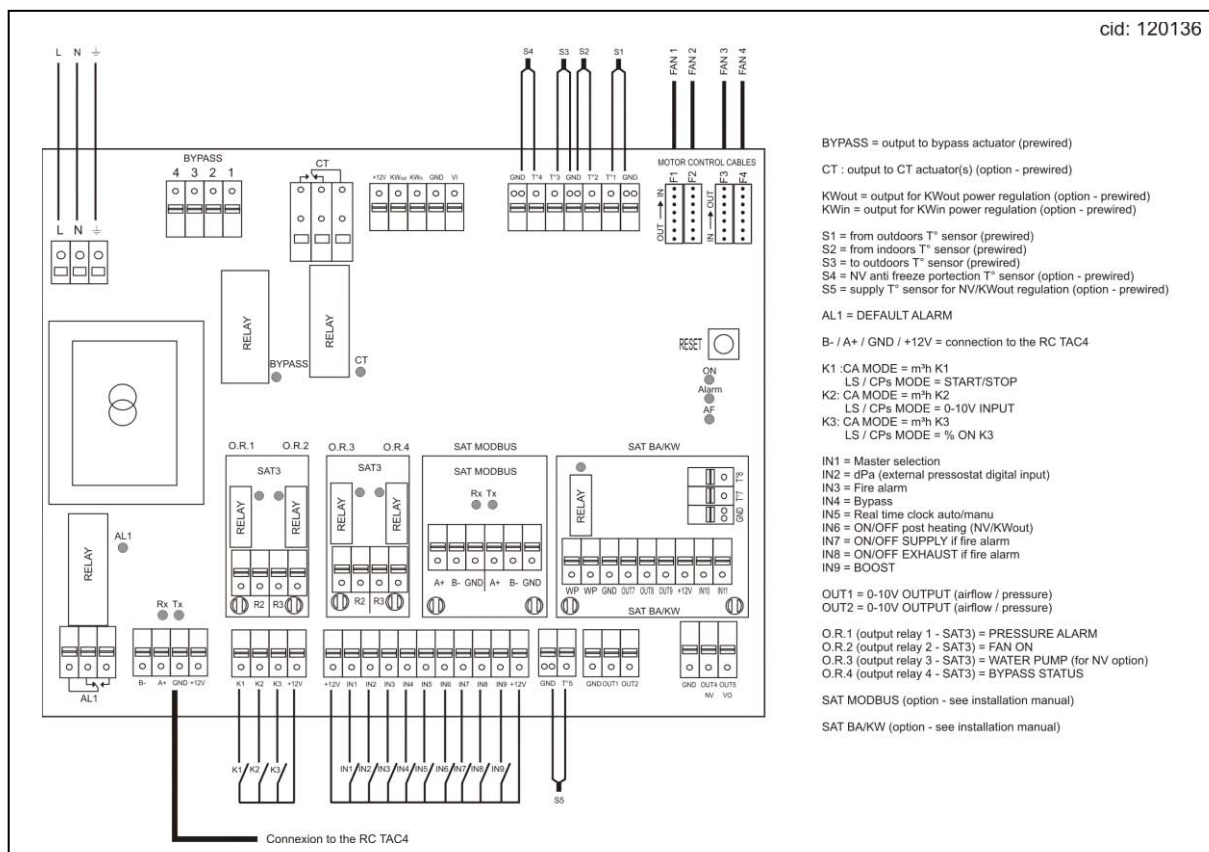 cid: 120136
L N ⏚
S4 S3 S2 S1
FAN 1 FAN 2 FAN 3 FAN 4
BYPASS
4 3 2 1
CT
+12V KWout KWin GND VI
GND T°4 T°3 GND T°2 T°1 GND
MOTOR CONTROL CABLES
F1 F2 F3 F4
OUT → IN
IN → OUT
L N ⏚
RELAY
BYPASS
RELAY
CT
RESET
ON
Alarm
AF
O.R.1 O.R.2
SAT3
RELAY RELAY
R2 R3
O.R.3 O.R.4
SAT3
RELAY RELAY
R2 R3
SAT MODBUS
SAT MODBUS
Rx Tx
A+ B- GND A+ B- GND
SAT BA/KW
RELAY
T°8
T°7
GND
WP WP GND OUT7 OUT8 OUT9 +12V IN10 IN11
SAT BA/KW
RELAY
AL1
AL1
Rx Tx
B- A+ GND +12V
K1 K2 K3 +12V
+12V IN1 IN2 IN3 IN4 IN5 IN6 IN7 IN8 IN9 +12V
GND T°5
GND OUT1 OUT2
GND OUT4 OUT5
NV VO
K1 K2 K3
IN1 IN2 IN3 IN4 IN5 IN6 IN7 IN8 IN9
S5
Connexion to the RC TAC4
BYPASS = output to bypass actuator (prewired)
CT : output to CT actuator(s) (option - prewired)
KWout = output for KWout power regulation (option - prewired)
KWin = output for KWin power regulation (option - prewired)
S1 = from outdoors T° sensor (prewired)
S2 = from indoors T° sensor (prewired)
S3 = to outdoors T° sensor (prewired)
S4 = NV anti freeze portection T° sensor (option - prewired)
S5 = supply T° sensor for NV/KWout regulation (option - prewired)
AL1 = DEFAULT ALARM
B- / A+ / GND / +12V = connection to the RC TAC4
K1 :CA MODE = m³h K1
LS / CPs MODE = START/STOP
K2: CA MODE = m³h K2
LS / CPs MODE = 0-10V INPUT
K3: CA MODE = m³h K3
LS / CPs MODE = % ON K3
IN1 = Master selection
IN2 = dPa (external pressostat digital input)
IN3 = Fire alarm
IN4 = Bypass
IN5 = Real time clock auto/manu
IN6 = ON/OFF post heating (NV/KWout)
IN7 = ON/OFF SUPPLY if fire alarm
IN8 = ON/OFF EXHAUST if fire alarm
IN9 = BOOST
OUT1 = 0-10V OUTPUT (airflow / pressure)
OUT2 = 0-10V OUTPUT (airflow / pressure)
O.R.1 (output relay 1 - SAT3) = PRESSURE ALARM
O.R.2 (output relay 2 - SAT3) = FAN ON
O.R.3 (output relay 3 - SAT3) = WATER PUMP (for NV option)
O.R.4 (output relay 4 - SAT3) = BYPASS STATUS
SAT MODBUS (option - see installation manual)
SAT BA/KW (option - see installation manual)